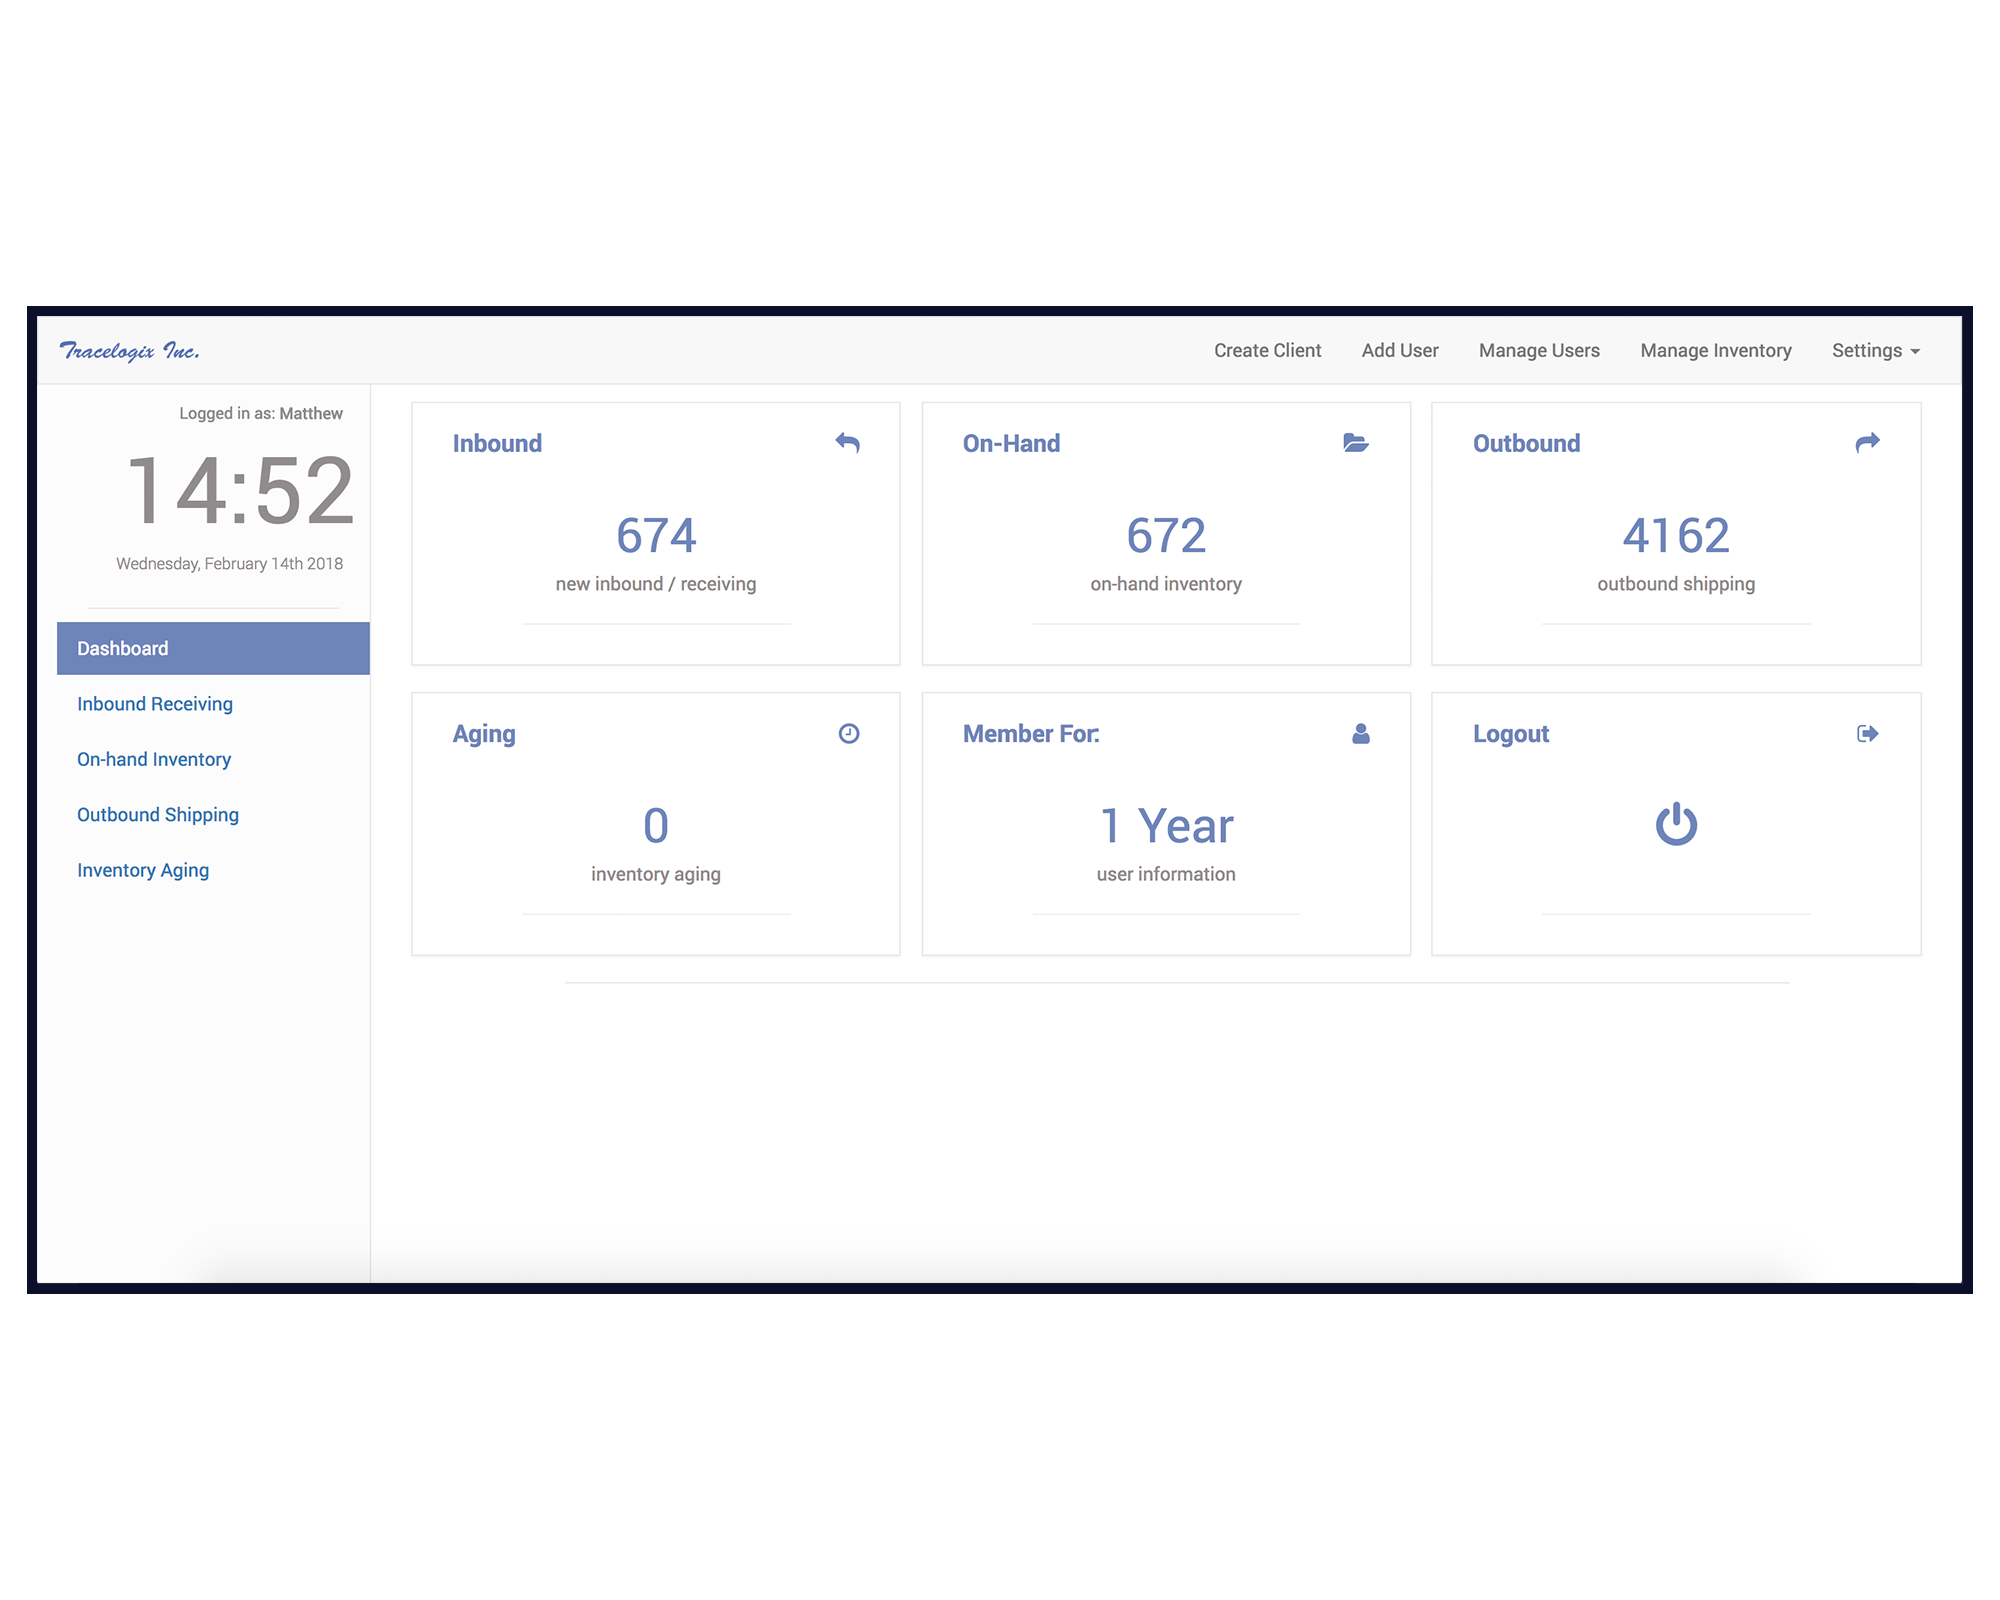 Tracelogix Inc.
Create Client Add User Manage Users Manage Inventory Settings
Logged in as: Matthew
14:52
Wednesday, February 14th 2018
Dashboard
Inbound Receiving
On-hand Inventory
Outbound Shipping
Inventory Aging
Inbound
674
new inbound / receiving
On-Hand
672
on-hand inventory
Outbound
4162
outbound shipping
Aging
0
inventory aging
Member For:
1 Year
user information
Logout